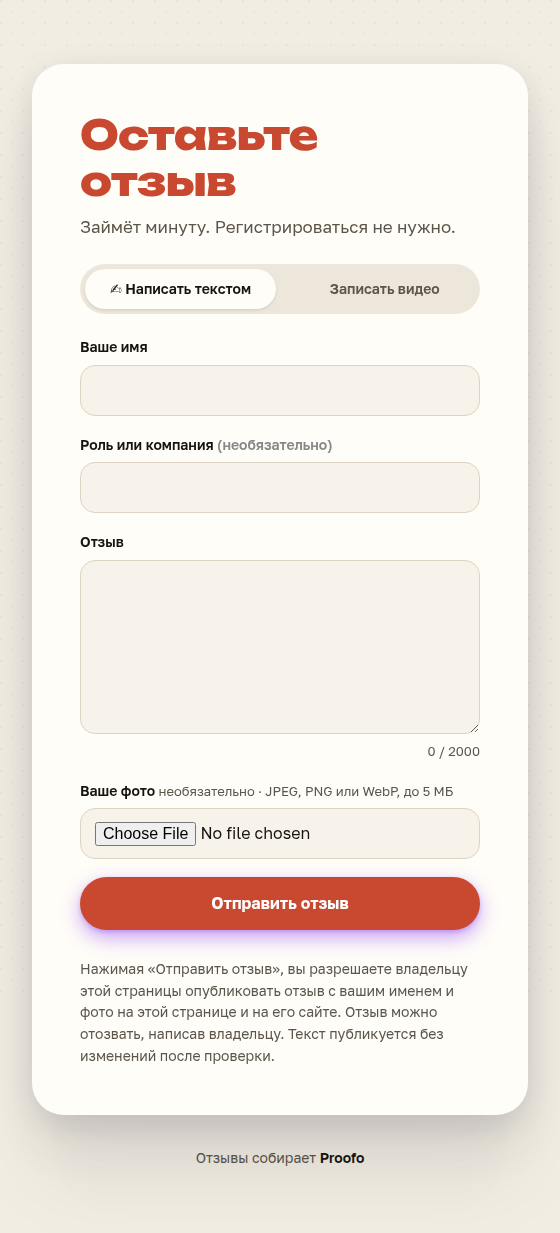 Оставьте
отзыв
Займёт минуту. Регистрироваться не нужно.
✍ Написать текстом
Записать видео
Ваше имя
Роль или компания (необязательно)
Отзыв
0 / 2000
Ваше фото необязательно · JPEG, PNG или WebP, до 5 МБ
Choose File No file chosen
Отправить отзыв
Нажимая «Отправить отзыв», вы разрешаете владельцу
этой страницы опубликовать отзыв с вашим именем и
фото на этой странице и на его сайте. Отзыв можно
отозвать, написав владельцу. Текст публикуется без
изменений после проверки.
Отзывы собирает Proofo